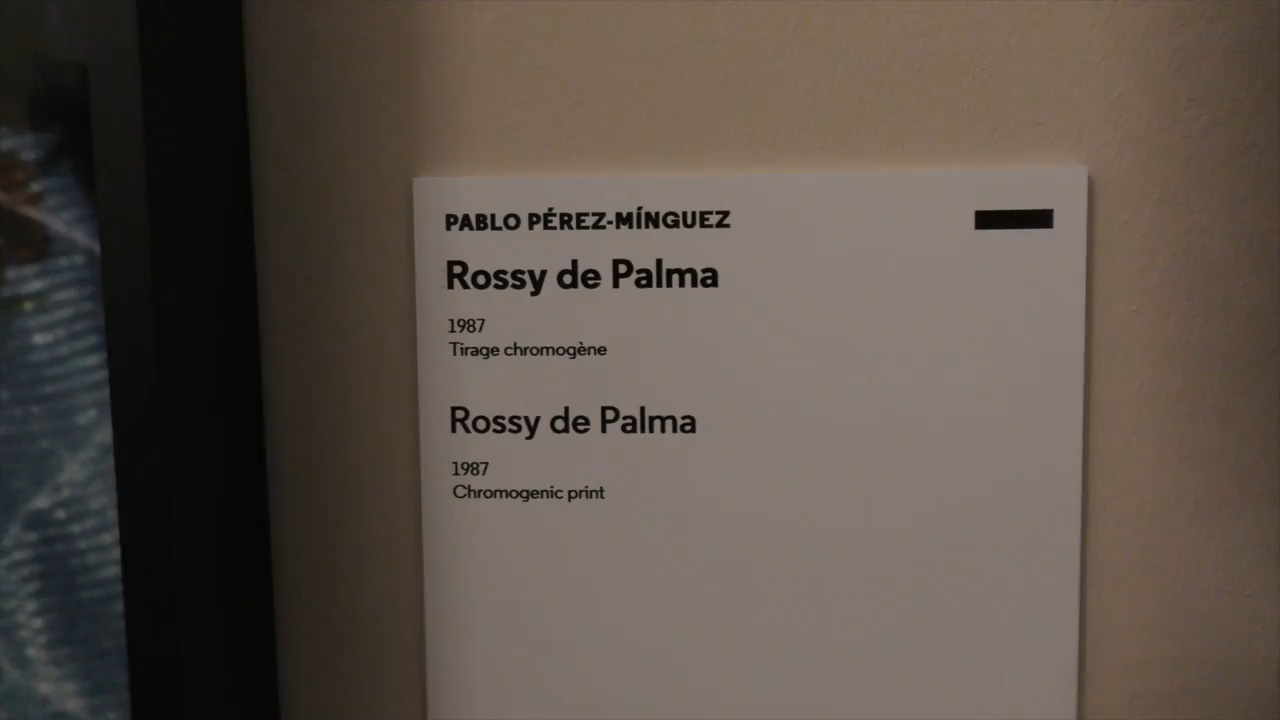 PABLO PÉREZ-MÍNGUEZ
Rossy de Palma
1987
Tirage chromogène
Rossy de Palma
1987
Chromogenic print